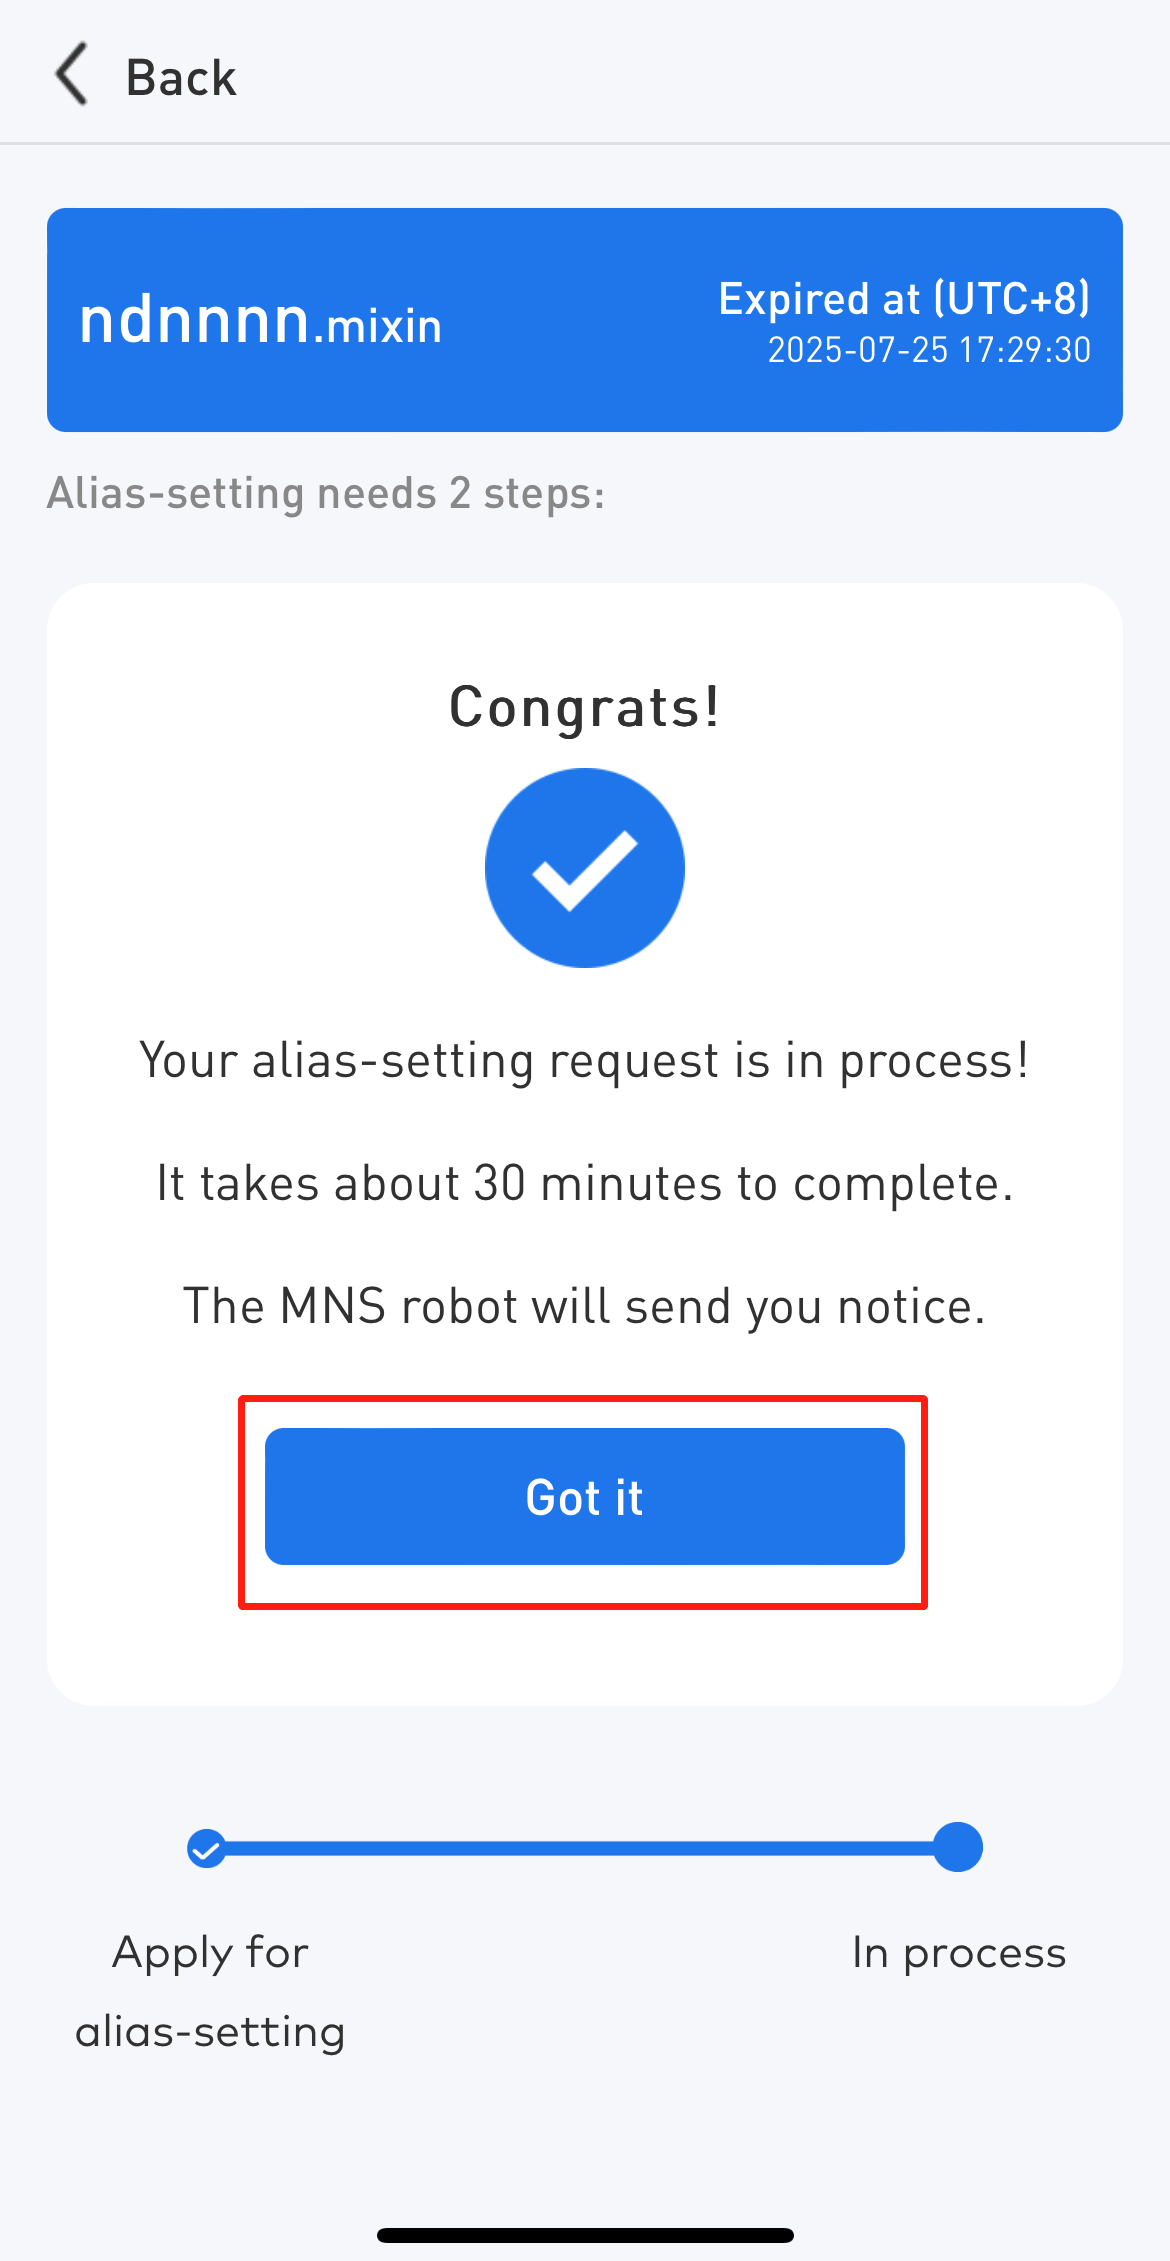 Back
ndnnnn.mixin
Expired at (UTC+8)
2025-07-25 17:29:30
Alias-setting needs 2 steps:
Congrats!
Your alias-setting request is in process!
It takes about 30 minutes to complete.
The MNS robot will send you notice.
Got it
Apply for
alias-setting
In process